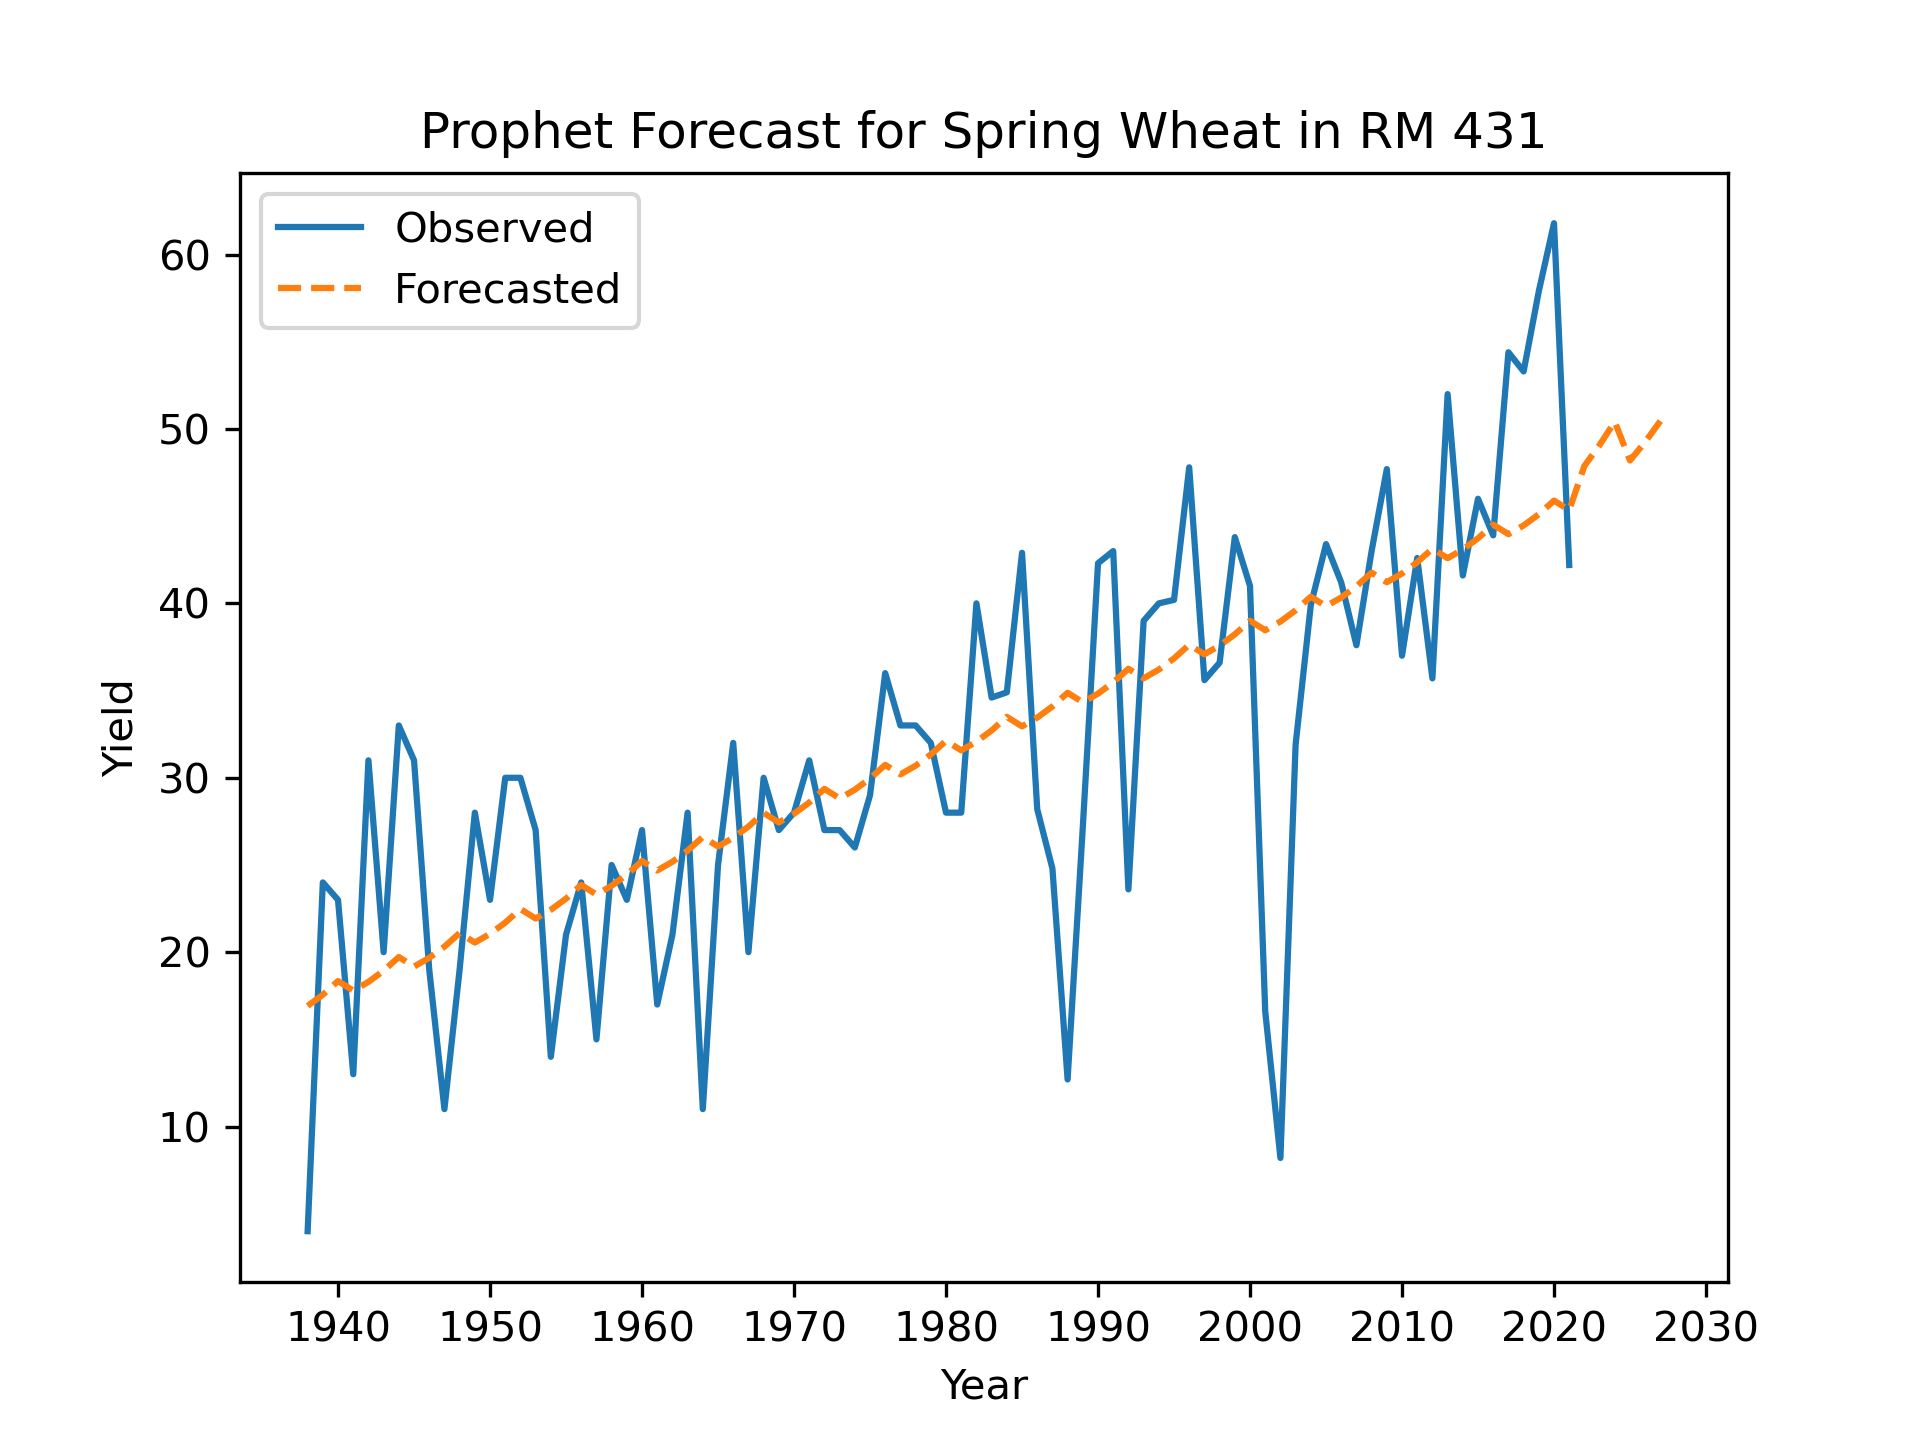 Prophet Forecast for Spring Wheat in RM 431
Observed
Forecasted
60
50
40
30
20
10
Yield
1940 1950 1960 1970 1980 1990 2000 2010 2020 2030
Year